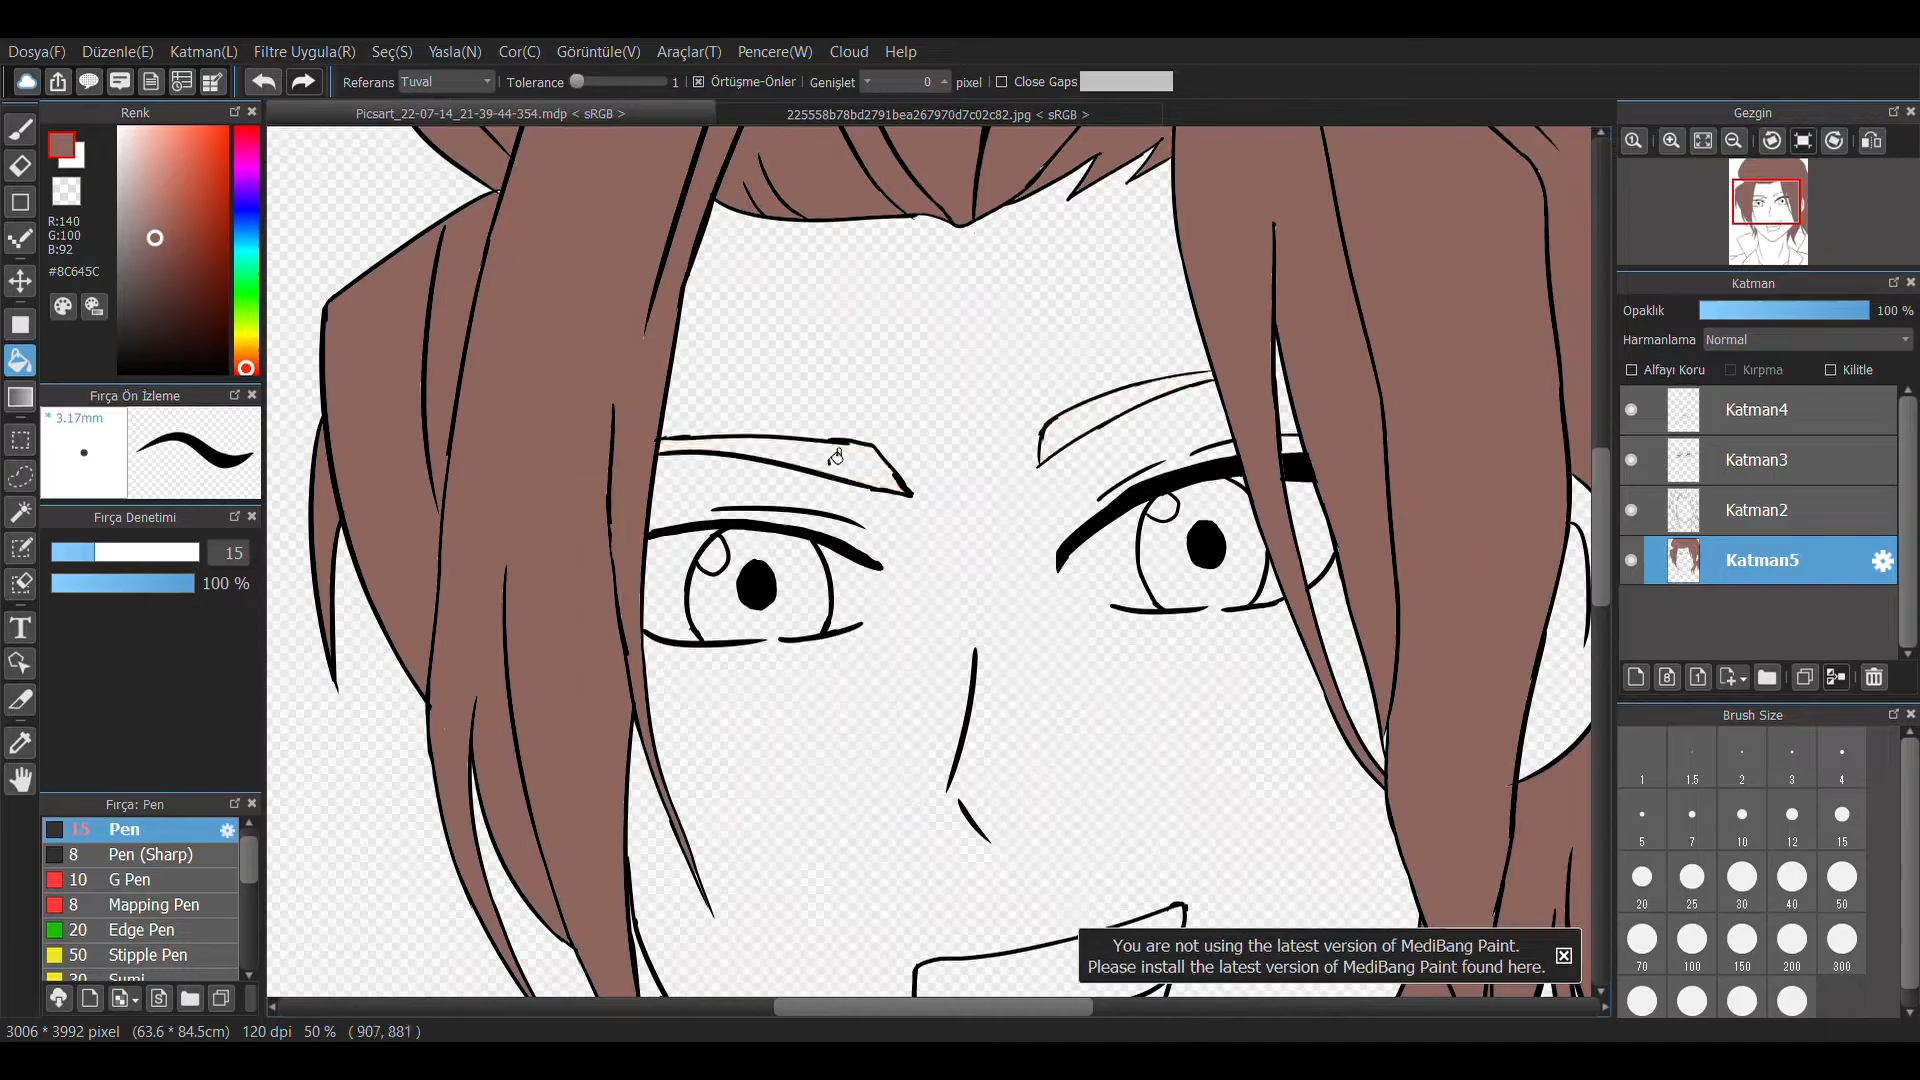 Dosya(F) Düzenle(E) Katman(L) Filtre Uygula(R) Seç(S) Yasla(N) Cor(C) Görüntüle(V) Araçlar(T) Pencere(W) Cloud Help
Referans Tuval Tolerance 1 Örtüşme-Önler Genişlet 0 pixel Close Gaps
Renk
Picsart_22-07-14_21-39-44-354.mdp < sRGB >
225558b78bd2791bea267970d7c02c82.jpg < sRGB >
Gezgin
R:140
G:100
B:92
#8C645C
Fırça Ön İzleme
* 3.17mm
Fırça Denetimi
15
100 %
Fırça: Pen
15 Pen
8 Pen (Sharp)
10 G Pen
8 Mapping Pen
20 Edge Pen
50 Stipple Pen
30 Sumi
Katman
Opaklık 100 %
Harmanlama Normal
Alfayı Koru Kırpma Kilitle
Katman4
Katman3
Katman2
Katman5
8 1
Brush Size
1 1.5 2 3 4
5 7 10 12 15
20 25 30 40 50
70 100 150 200 300
You are not using the latest version of MediBang Paint.
Please install the latest version of MediBang Paint found here.
3006 * 3992 pixel (63.6 * 84.5cm) 120 dpi 50 % ( 907, 881 )